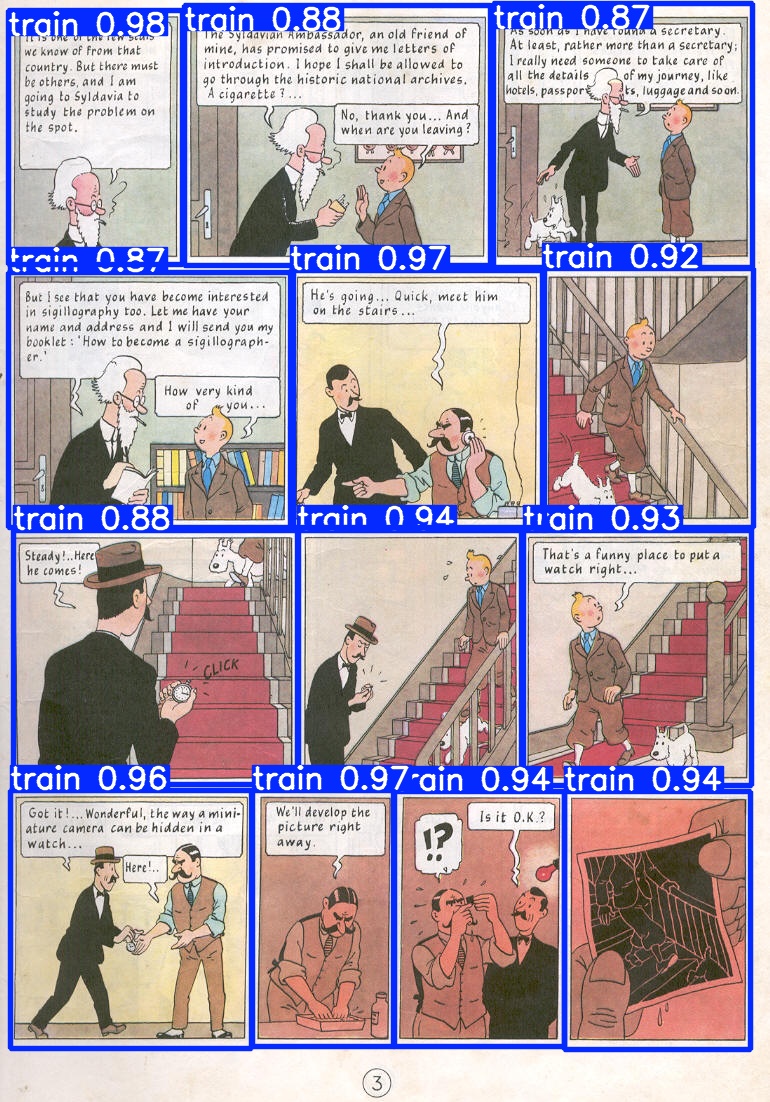 train 0.98
It is one of the few seals
we know of from that
country. But there must
be others, and I am
going to Syldavia to
study the problem on
the spot.
train 0.88
The Syldavian Ambassador, an old friend of
mine, has promised to give me letters of
introduction. I hope I shall be allowed to
go through the historic national archives.
A cigarette?...
No, thank you... And
when are you leaving?
train 0.87
As soon as I have found a secretary.
At least, rather more than a secretary;
I really need someone to take care of
all the details of my journey, like
hotels, passports, luggage and soon.
train 0.87
But I see that you have become interested
in sigillography too. Let me have your
name and address and I will send you my
booklet: 'How to become a sigillograph-
er.'
How very kind
of you...
train 0.97
He's going... Quick, meet him
on the stairs...
train 0.92
train 0.88
Steady!..Here
he comes!
CLICK
train 0.94
train 0.93
That's a funny place to put a
watch right...
train 0.96
Got it!...Wonderful, the way a mini-
ature camera can be hidden in a
watch...
Here!..
train 0.97
We'll develop the
picture right
away.
train 0.94
!?
Is it O.K.?
train 0.94
3